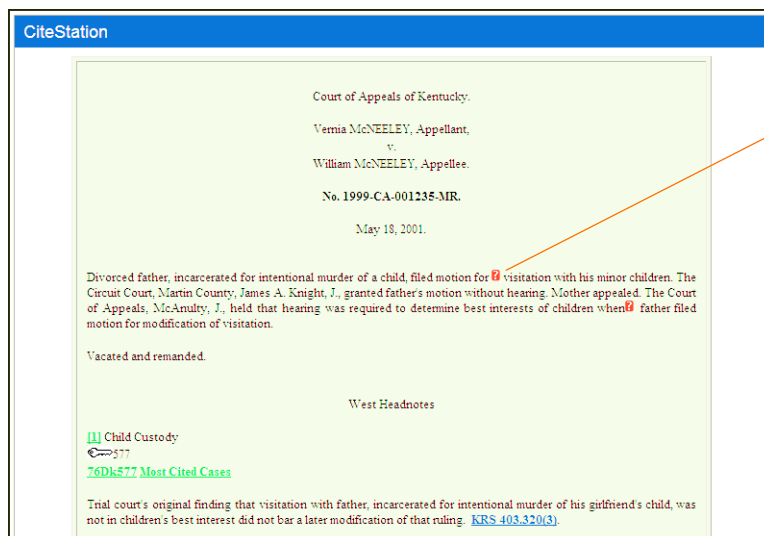 CiteStation
Court of Appeals of Kentucky.
Vernia McNEELEY, Appellant,
v.
William McNEELEY, Appellee.
No. 1999-CA-001235-MR.
May 18, 2001.
Divorced father, incarcerated for intentional murder of a child, filed motion for ? visitation with his minor children. The
Circuit Court, Martin County, James A. Knight, J., granted father's motion without hearing. Mother appealed. The Court
of Appeals, McAnulty, J., held that hearing was required to determine best interests of children when ? father filed
motion for modification of visitation.
Vacated and remanded.
West Headnotes
[1] Child Custody
577
76Dk577 Most Cited Cases
Trial court's original finding that visitation with father, incarcerated for intentional murder of his girlfriend's child, was
not in children's best interest did not bar a later modification of that ruling. KRS 403.320(3).